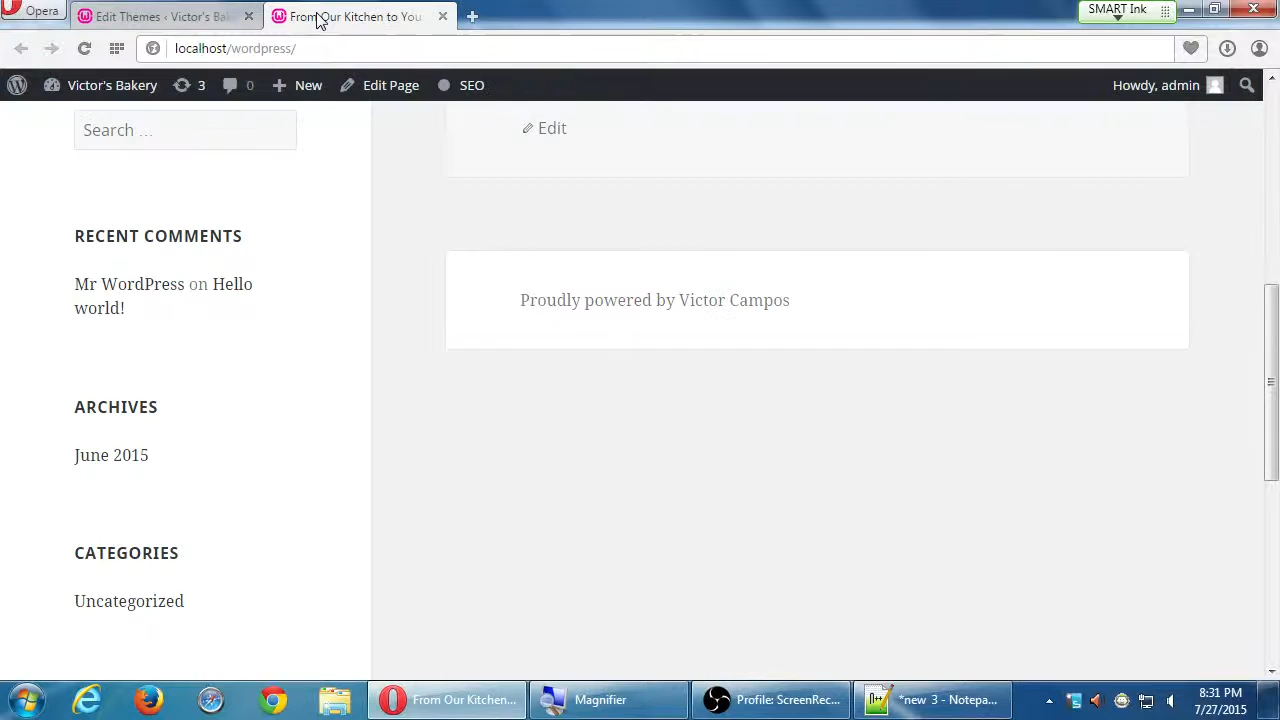 Opera
Edit Themes ‹ Victor's Bak
From Our Kitchen to You
SMART Ink
localhost/wordpress/
Victor's Bakery
3
0
New
Edit Page
SEO
Howdy, admin
Search …
Edit
RECENT COMMENTS
Mr WordPress on Hello
world!
Proudly powered by Victor Campos
ARCHIVES
June 2015
CATEGORIES
Uncategorized
From Our Kitchen...
Magnifier
Profile: ScreenRec...
*new 3 - Notepa...
8:31 PM
7/27/2015